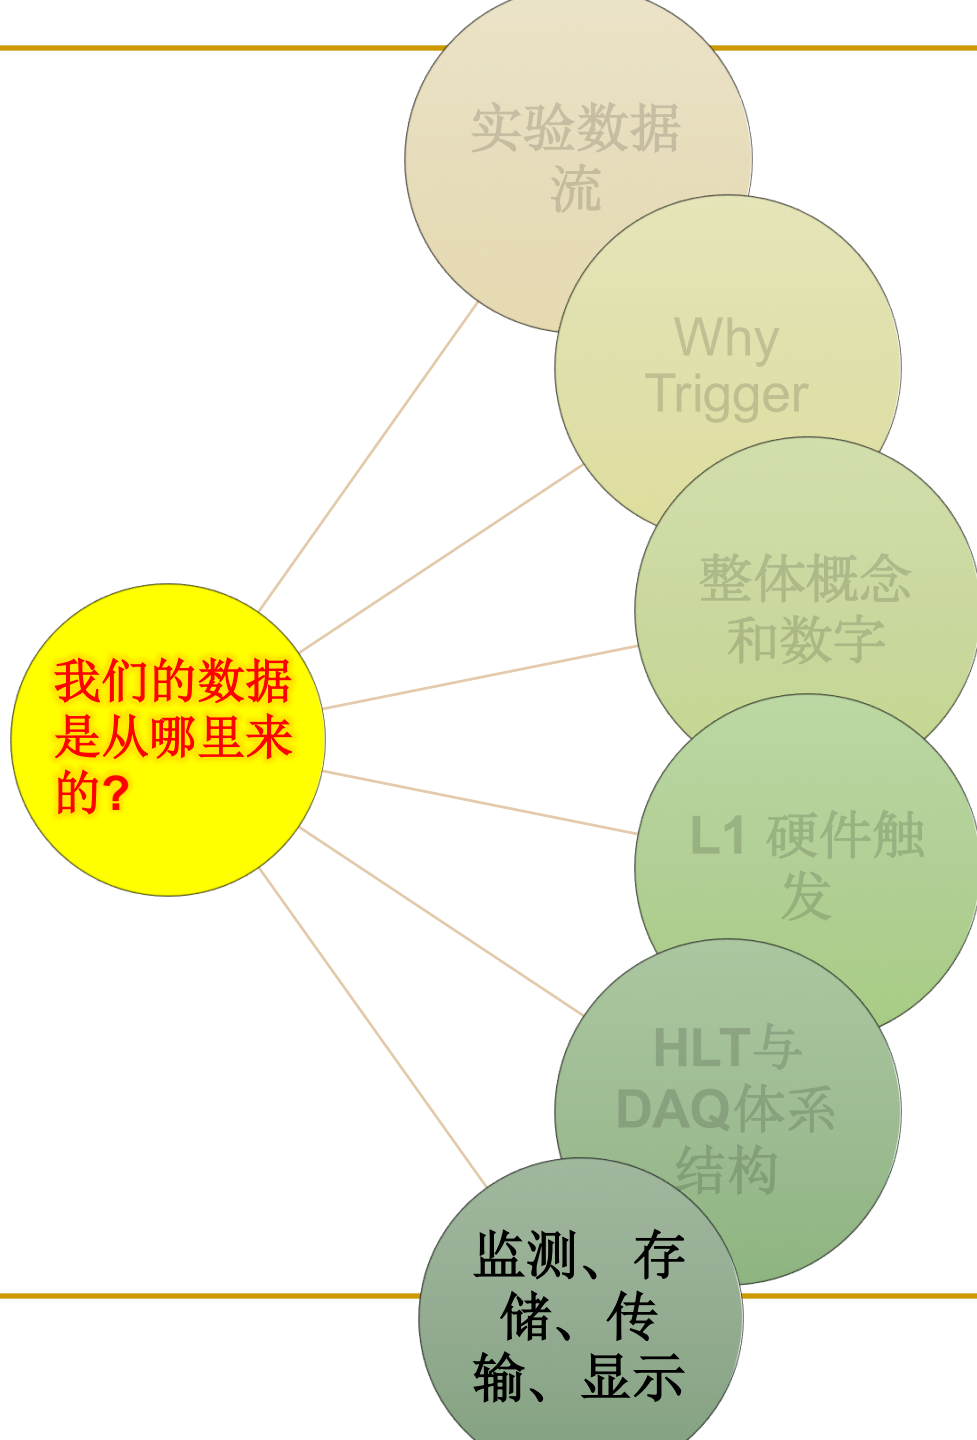 实验数据
流
Why
Trigger
整体概念
和数字
我们的数据
是从哪里来
的?
L1 硬件触
发
HLT与
DAQ体系
结构
监测、存
储、传
输、显示